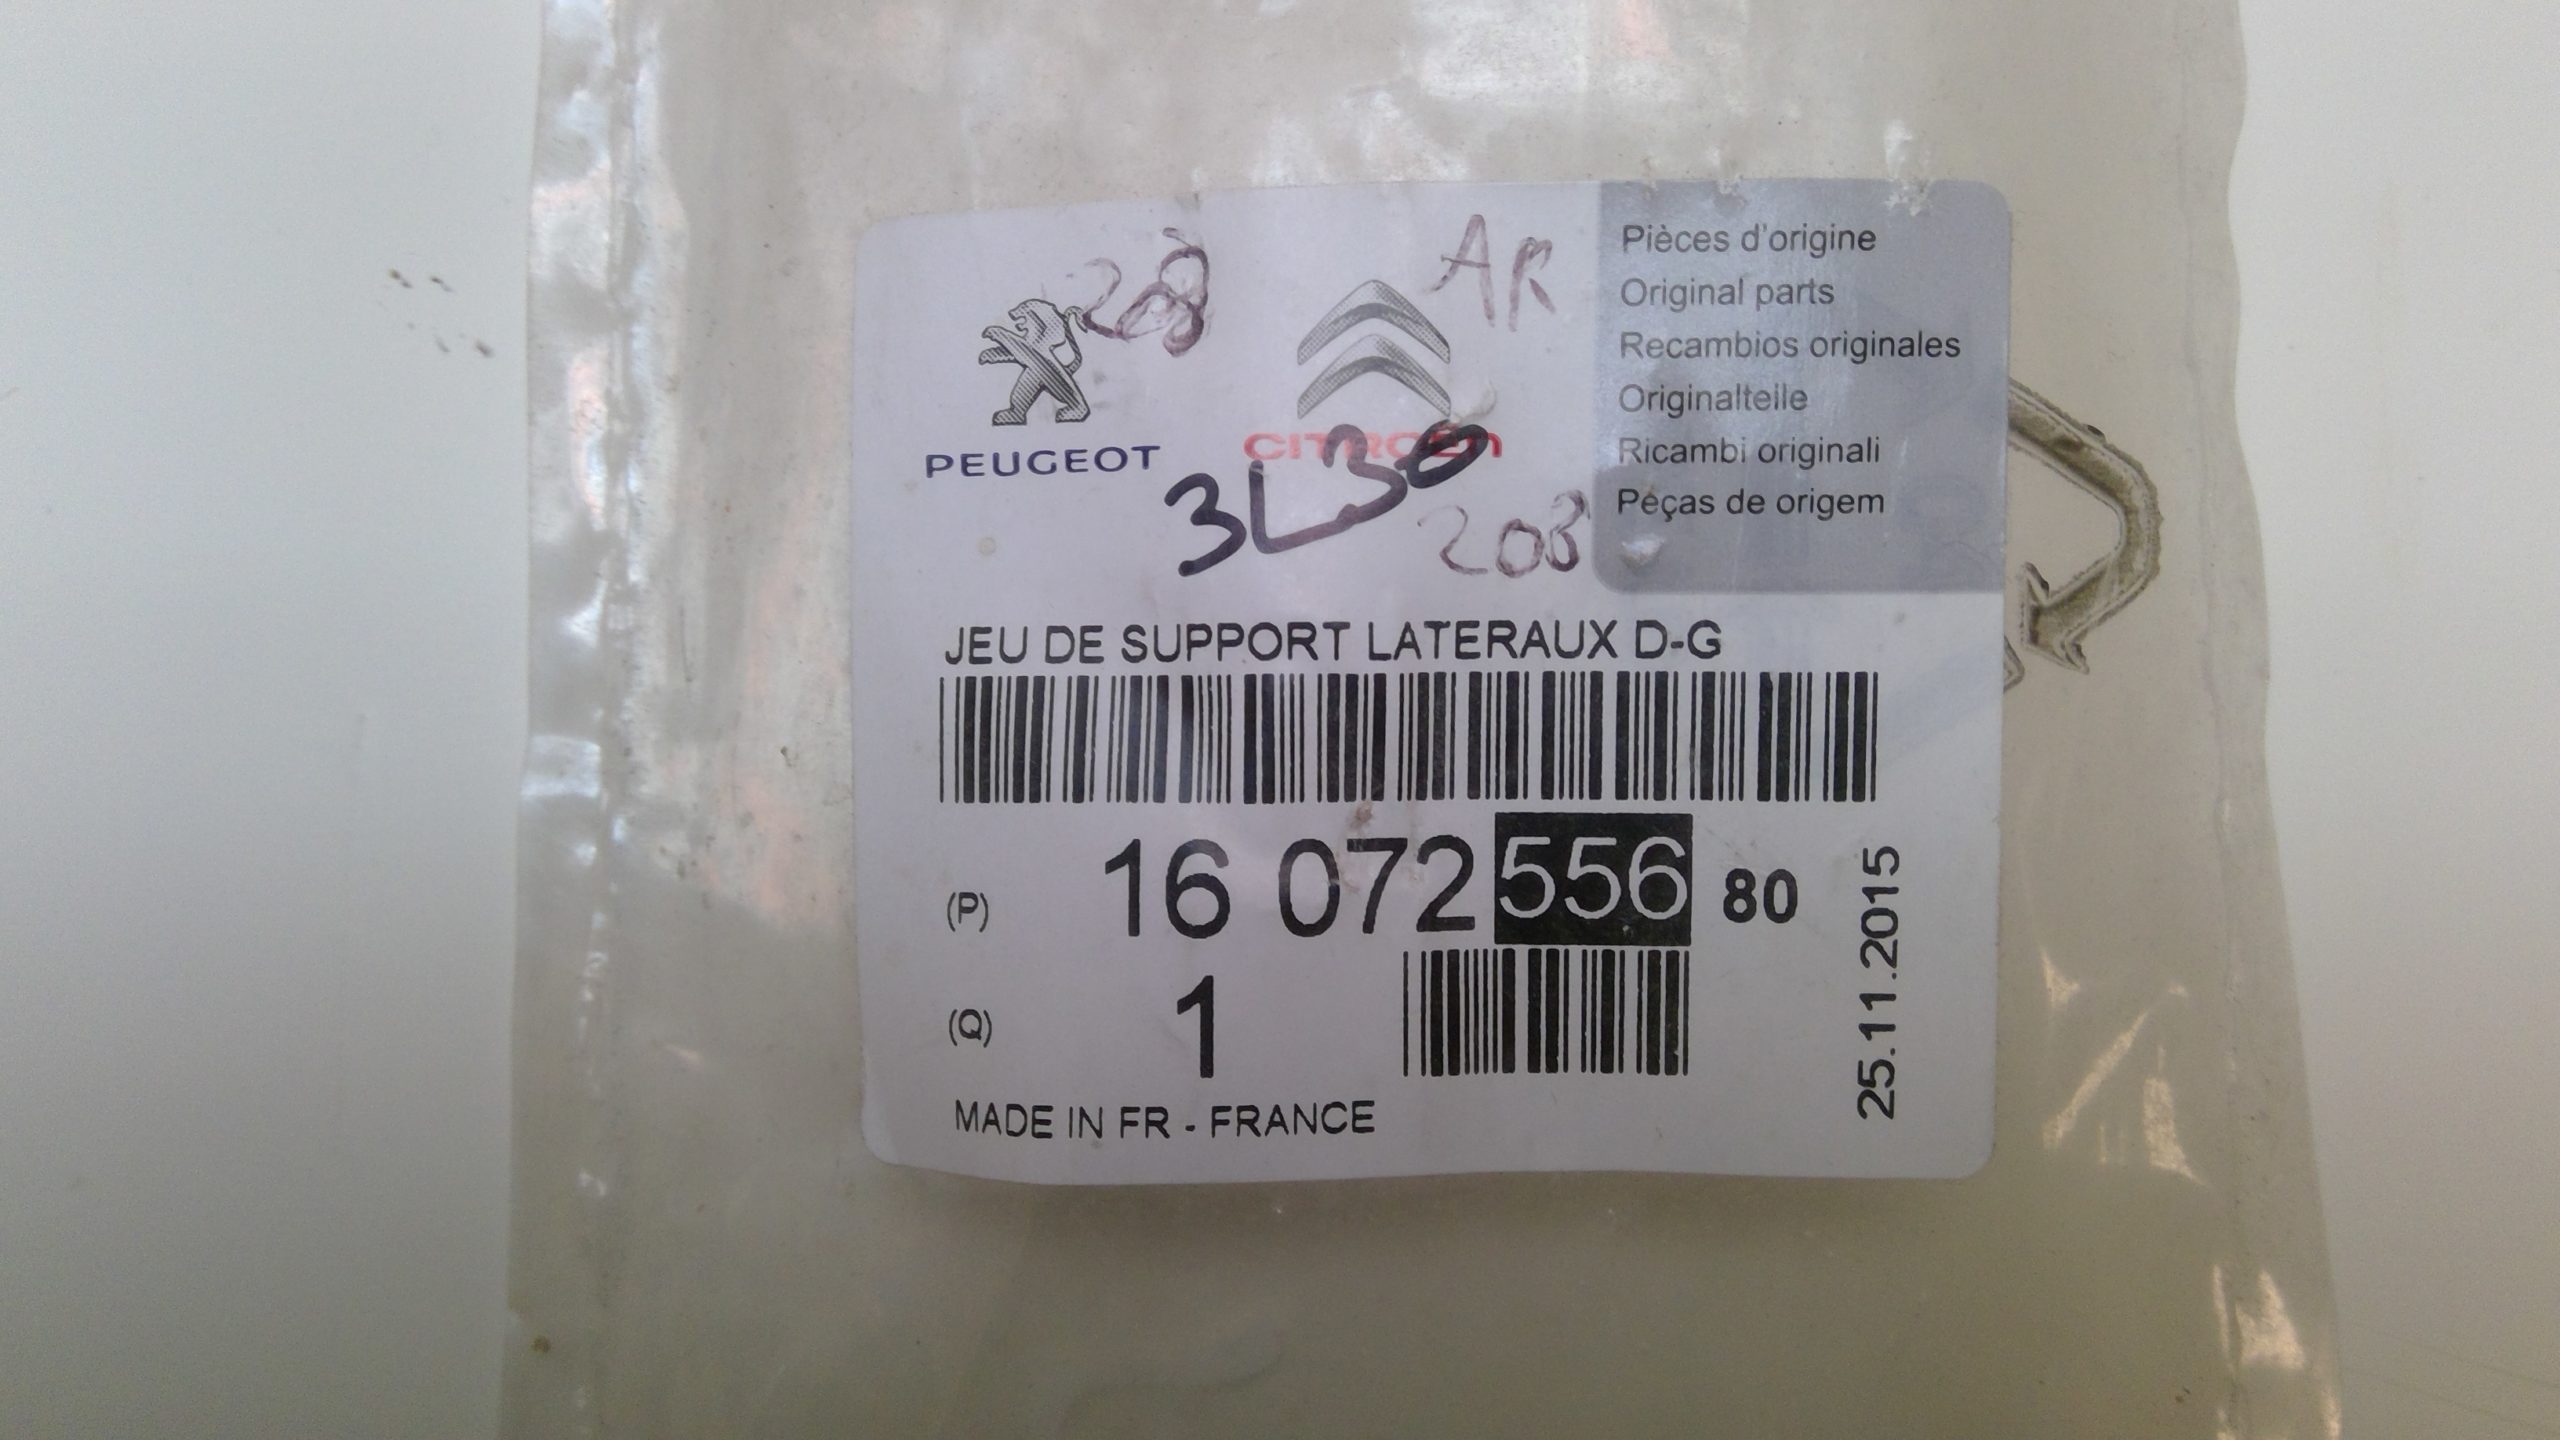 208
AR
PEUGEOT
CITROËN
3L30
208
Pièces d'origine
Original parts
Recambios originales
Originalteile
Ricambi originali
Peças de origem
JEU DE SUPPORT LATERAUX D-G
(P) 16 072 556 80
(Q) 1
25.11.2015
MADE IN FR - FRANCE